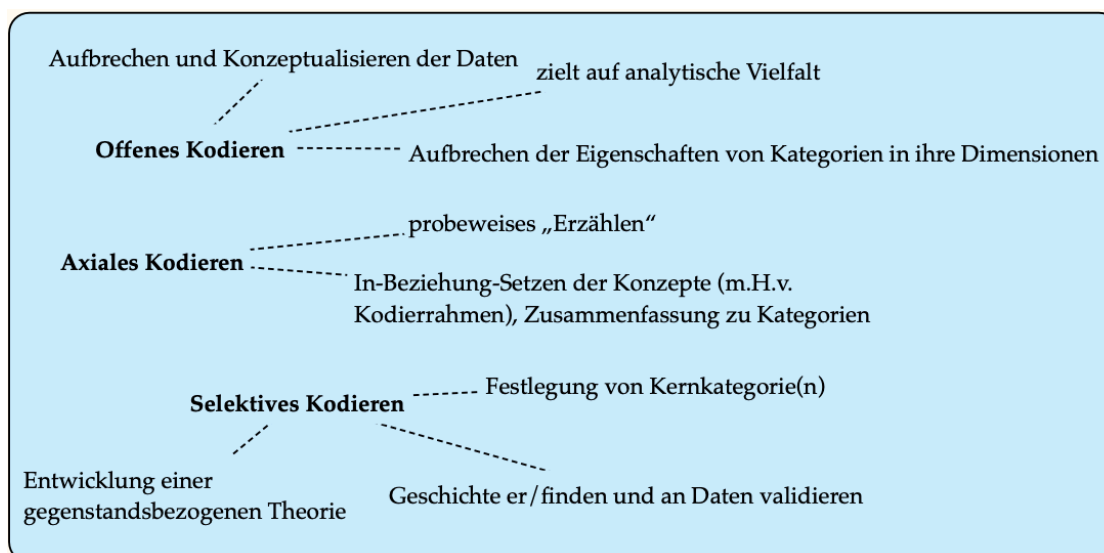 Aufbrechen und Konzeptualisieren der Daten
zielt auf analytische Vielfalt
Offenes Kodieren
Aufbrechen der Eigenschaften von Kategorien in ihre Dimensionen
probeweises „Erzählen“
Axiales Kodieren
In-Beziehung-Setzen der Konzepte (m.H.v.
Kodierrahmen), Zusammenfassung zu Kategorien
Festlegung von Kernkategorie(n)
Selektives Kodieren
Entwicklung einer
gegenstandsbezogenen Theorie
Geschichte er/finden und an Daten validieren